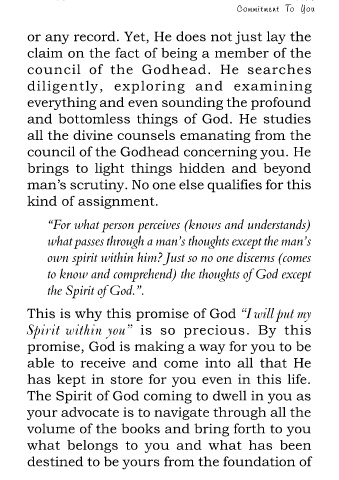 Commitment To You
or any record. Yet, He does not just lay the
claim on the fact of being a member of the
council of the Godhead. He searches
diligently, exploring and examining
everything and even sounding the profound
and bottomless things of God. He studies
all the divine counsels emanating from the
council of the Godhead concerning you. He
brings to light things hidden and beyond
man’s scrutiny. No one else qualifies for this
kind of assignment.
“For what person perceives (knows and understands)
what passes through a man’s thoughts except the man’s
own spirit within him? Just so no one discerns (comes
to know and comprehend) the thoughts of God except
the Spirit of God.”.
This is why this promise of God “I will put my
Spirit within you” is so precious. By this
promise, God is making a way for you to be
able to receive and come into all that He
has kept in store for you even in this life.
The Spirit of God coming to dwell in you as
your advocate is to navigate through all the
volume of the books and bring forth to you
what belongs to you and what has been
destined to be yours from the foundation of